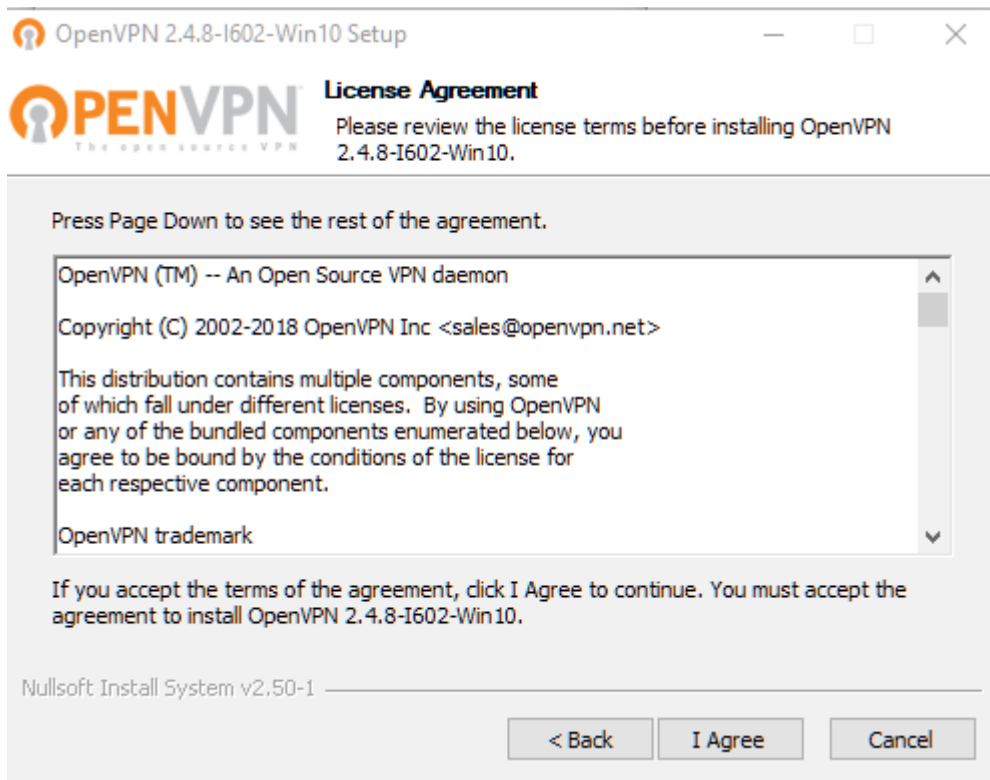 OpenVPN 2.4.8-I602-Win10 Setup
OPENVPN
The open source VPN
License Agreement
Please review the license terms before installing OpenVPN
2.4.8-I602-Win10.
Press Page Down to see the rest of the agreement.
OpenVPN (TM) -- An Open Source VPN daemon
Copyright (C) 2002-2018 OpenVPN Inc <sales@openvpn.net>
This distribution contains multiple components, some
of which fall under different licenses.  By using OpenVPN
or any of the bundled components enumerated below, you
agree to be bound by the conditions of the license for
each respective component.
OpenVPN trademark
If you accept the terms of the agreement, click I Agree to continue. You must accept the
agreement to install OpenVPN 2.4.8-I602-Win10.
Nullsoft Install System v2.50-1
< Back
I Agree
Cancel